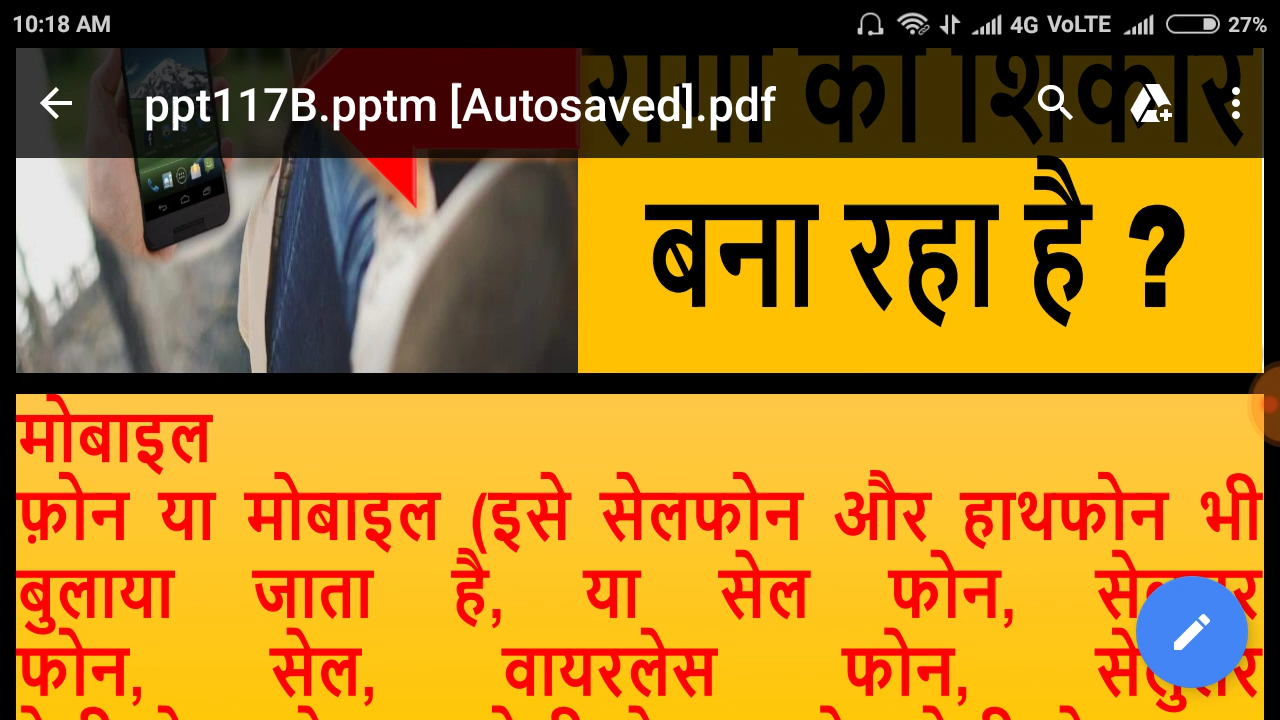 10:18 AM
4G VoLTE
27%
ppt117B.pptm [Autosaved].pdf
का शिकार
बना रहा है ?
मोबाइल
फ़ोन या मोबाइल (इसे सेलफोन और हाथफोन भी
बुलाया जाता है, या सेल फोन,
फोन, सेल, वायरलेस फोन,